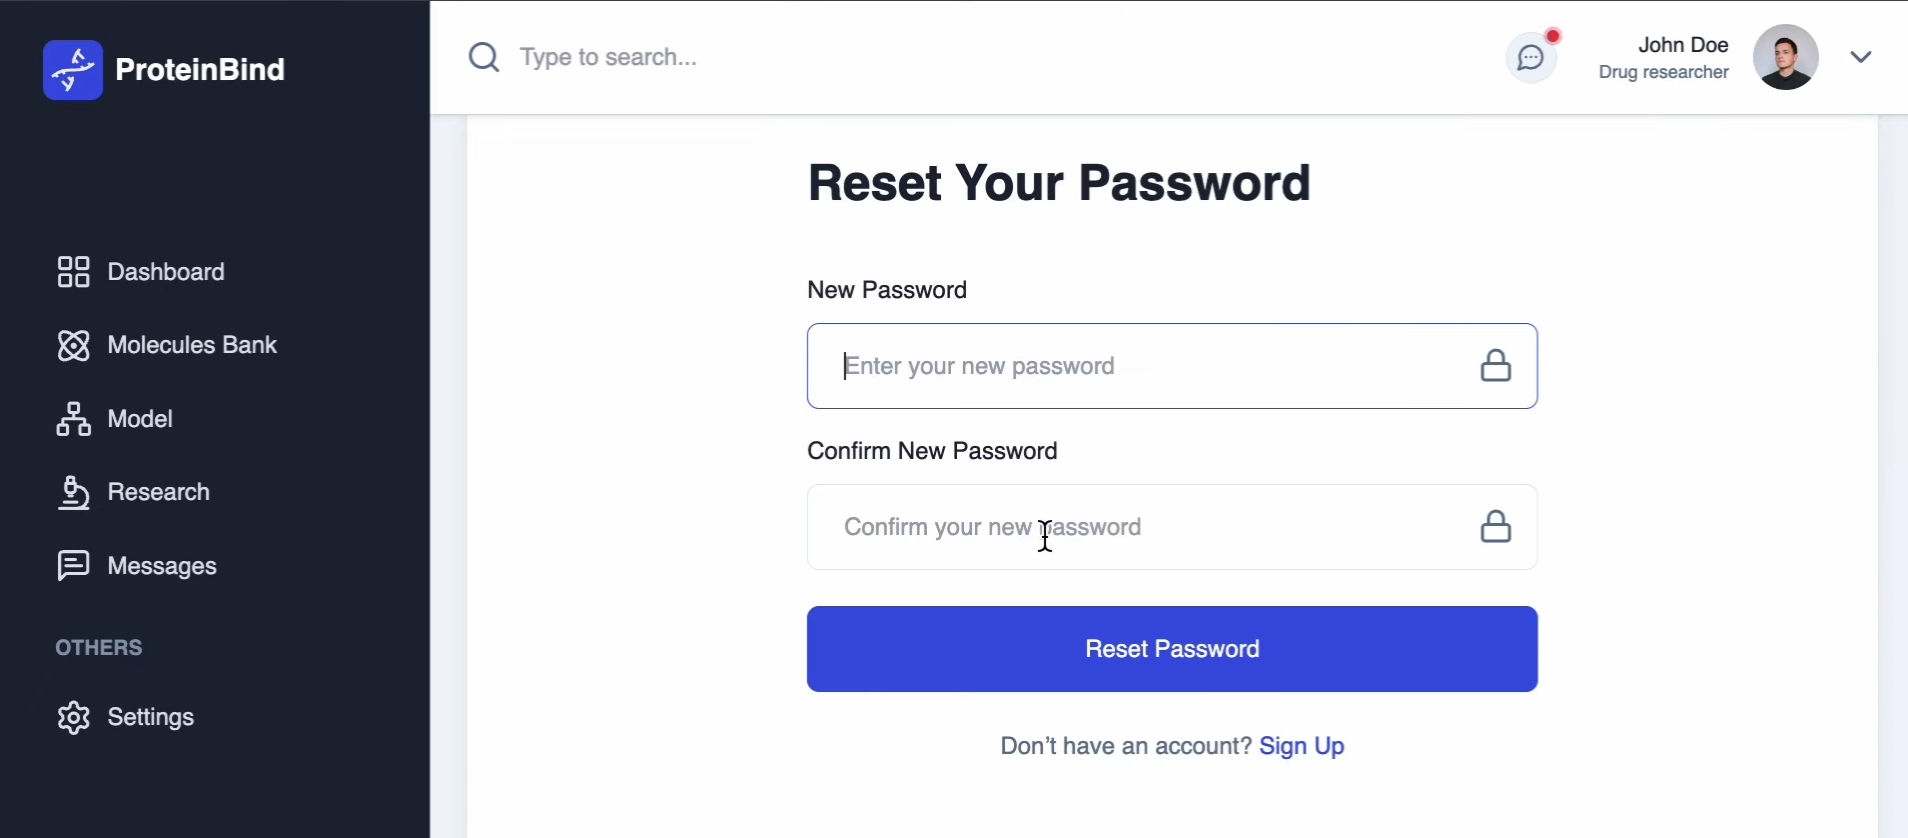 ProteinBind
Type to search...
John Doe
Drug researcher
Dashboard
Molecules Bank
Model
Research
Messages
OTHERS
Settings
Reset Your Password
New Password
Enter your new password
Confirm New Password
Confirm your new password
Reset Password
Don’t have an account? Sign Up